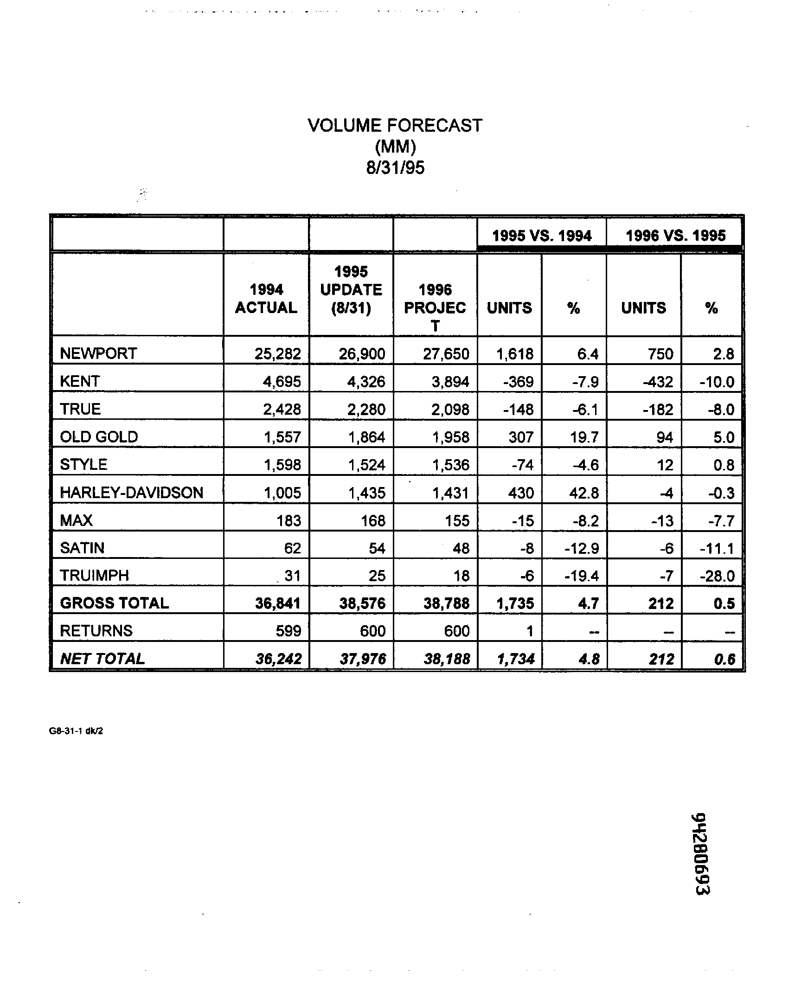 VOLUME FORECAST
(MM)
8/31/95
1995 VS. 1994 1996 VS. 1995
1994 ACTUAL 1995 UPDATE (8/31) 1996 PROJEC T UNITS % UNITS %
NEWPORT 25,282 26,900 27,650 1,618 6.4 750 2.8
KENT 4,695 4,326 3,894 -369 -7.9 -432 -10.0
TRUE 2,428 2,280 2,098 -148 -6.1 -182 -8.0
OLD GOLD 1,557 1,864 1,958 307 19.7 94 5.0
STYLE 1,598 1,524 1,536 -74 -4.6 12 0.8
HARLEY-DAVIDSON 1,005 1,435 1,431 430 42.8 -4 -0.3
MAX 183 168 155 -15 -8.2 -13 -7.7
SATIN 62 54 48 -8 -12.9 -6 -11.1
TRUIMPH 31 25 18 -6 -19.4 -7 -28.0
GROSS TOTAL 36,841 38,576 38,788 1,735 4.7 212 0.5
RETURNS 599 600 600 1 -- -- --
NET TOTAL 36,242 37,976 38,188 1,734 4.8 212 0.6
G8-31-1 dk/2
94280693